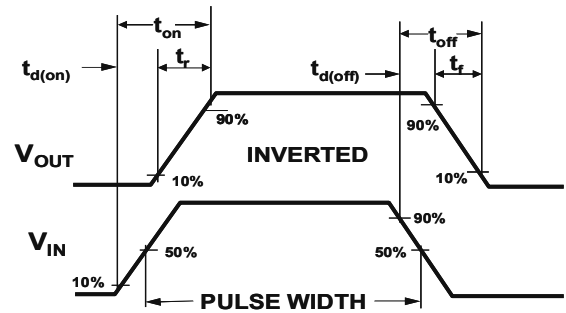 t_on t_off
t_d(on) t_r t_d(off) t_f
90% 90%
V_OUT INVERTED
10% 10%
90%
V_IN 50% 50%
10%
PULSE WIDTH